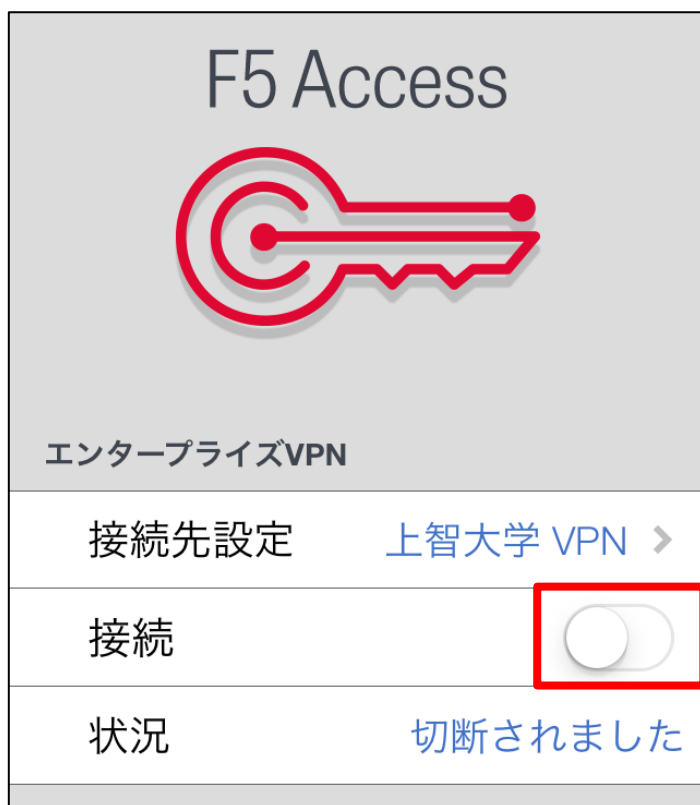 F5 Access
エンタープライズVPN
接続先設定 上智大学 VPN
接続
状況 切断されました